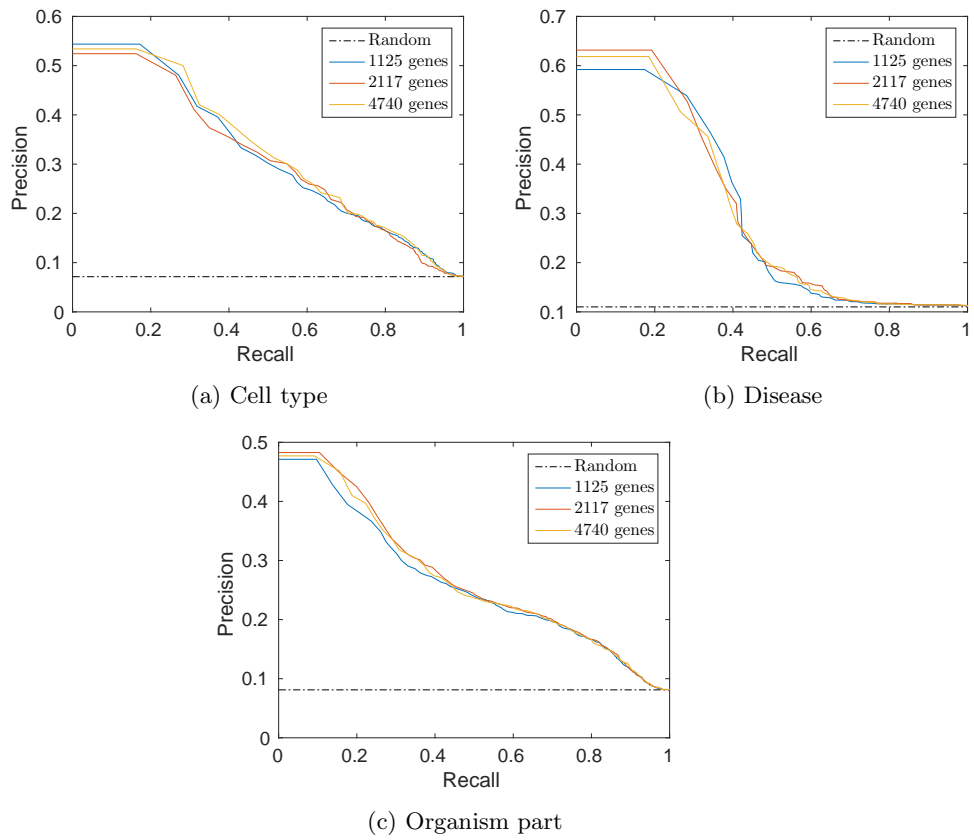 0.6
0.5
0.4
0.3
0.2
0.1
0
Precision
0 0.2 0.4 0.6 0.8 1
Recall
Random
1125 genes
2117 genes
4740 genes
(a) Cell type
0.7
0.6
0.5
0.4
0.3
0.2
0.1
Precision
0 0.2 0.4 0.6 0.8 1
Recall
Random
1125 genes
2117 genes
4740 genes
(b) Disease
0.5
0.4
0.3
0.2
0.1
0
Precision
0 0.2 0.4 0.6 0.8 1
Recall
Random
1125 genes
2117 genes
4740 genes
(c) Organism part